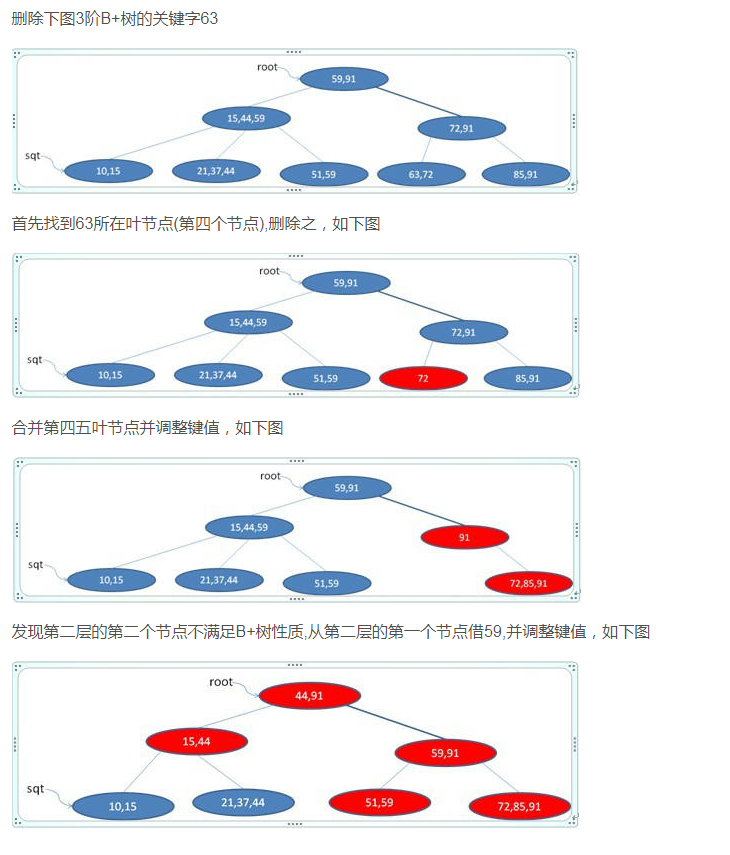 删除下图3阶B+树的关键字63
root
59,91
15,44,59
72,91
sqt
10,15
21,37,44
51,59
63,72
85,91
首先找到63所在叶节点(第四个节点),删除之，如下图
root
59,91
15,44,59
72,91
sqt
10,15
21,37,44
51,59
72
85,91
合并第四五叶节点并调整键值，如下图
root
59,91
15,44,59
91
sqt
10,15
21,37,44
51,59
72,85,91
发现第二层的第二个节点不满足B+树性质,从第二层的第一个节点借59,并调整键值，如下图
root
44,91
15,44
59,91
sqt
10,15
21,37,44
51,59
72,85,91